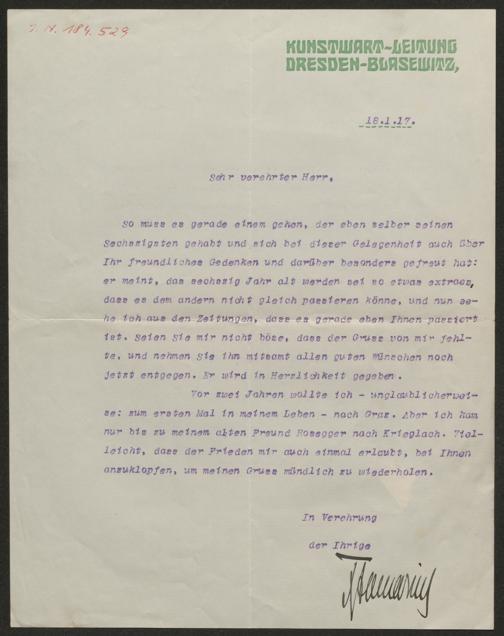 I. N. 184.529
KUNSTWART-LEITUNG
DRESDEN-BLASEWITZ,
18.1.17.
Sehr verehrter Herr,
So muss es gerade einem gehen, der eben selber seinen
Sechzigsten gehabt und sich bei dieser Gelegenheit auch über
Ihr freundliches Gedenken und darüber besonders gefreut hat:
er meint, das sechzig Jahr alt werden sei so etwas extraes,
dass es dem andern nicht gleich passieren könne, und nun se-
he ich aus den Zeitungen, dass es gerade eben Ihnen passiert
ist. Seien Sie mir nicht böse, dass der Gruss von mir fehl-
te, und nehmen Sie ihn mitsamt allen guten Wünschen noch
jetzt entgegen. Er wird in Herzlichkeit gegeben.
Vor zwei Jahren wollte ich - unglaublicherwei-
se: zum ersten Mal in meinem Leben - nach Graz. Aber ich kam
nur bis zu meinem alten Freund Rosegger nach Krieglach. Viel-
leicht, dass der Frieden mir auch einmal erlaubt, bei Ihnen
anzuklopfen, um meinen Gruss mündlich zu wiederholen.
In Verehrung
der Ihrige